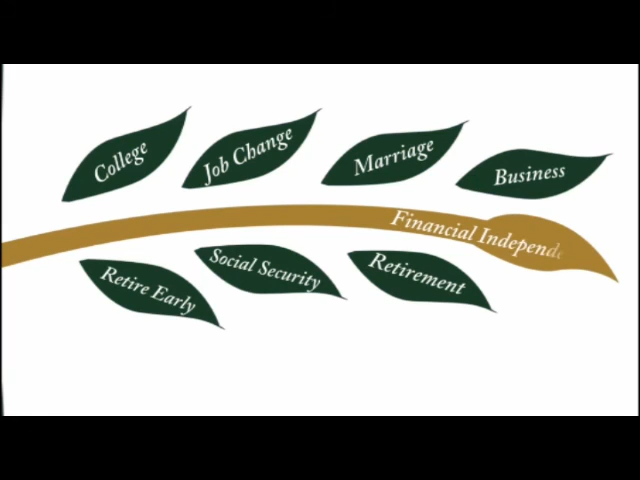 College
Job Change
Marriage
Business
Financial Independe
Retire Early
Social Security
Retirement